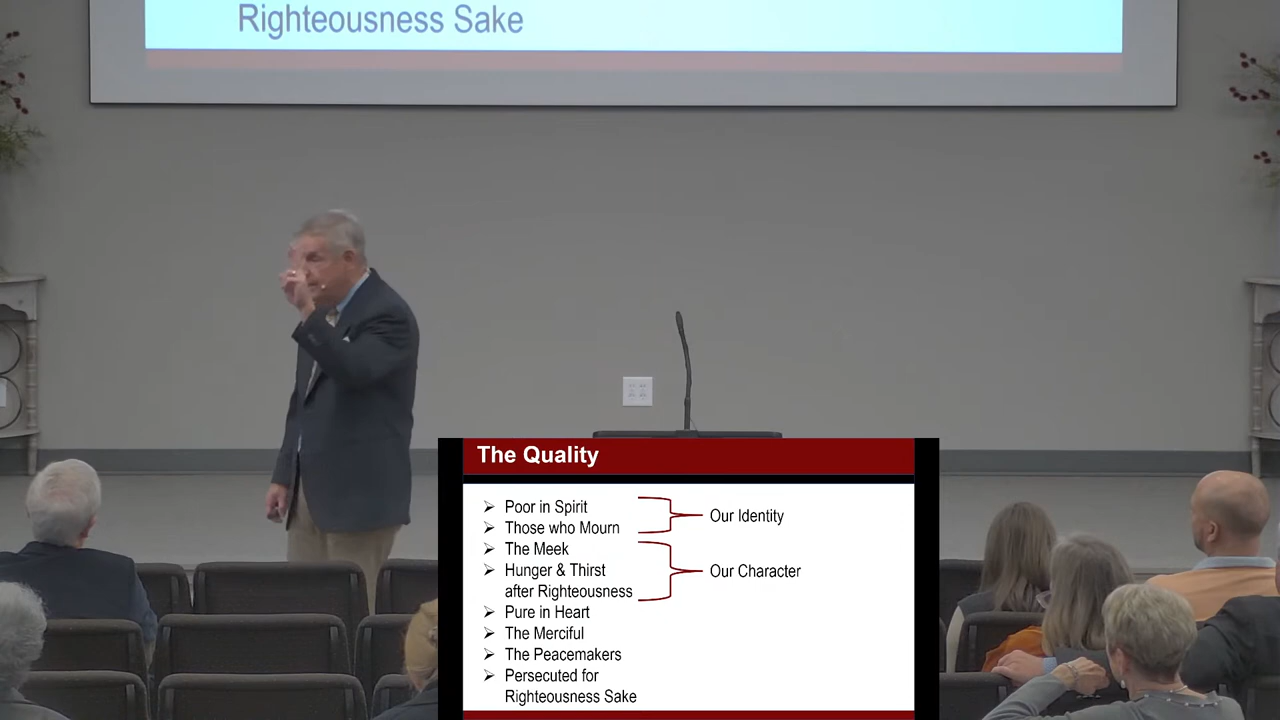 Righteousness Sake
The Quality
Poor in Spirit
Those who Mourn
Our Identity
The Meek
Hunger & Thirst
after Righteousness
Our Character
Pure in Heart
The Merciful
The Peacemakers
Persecuted for
Righteousness Sake